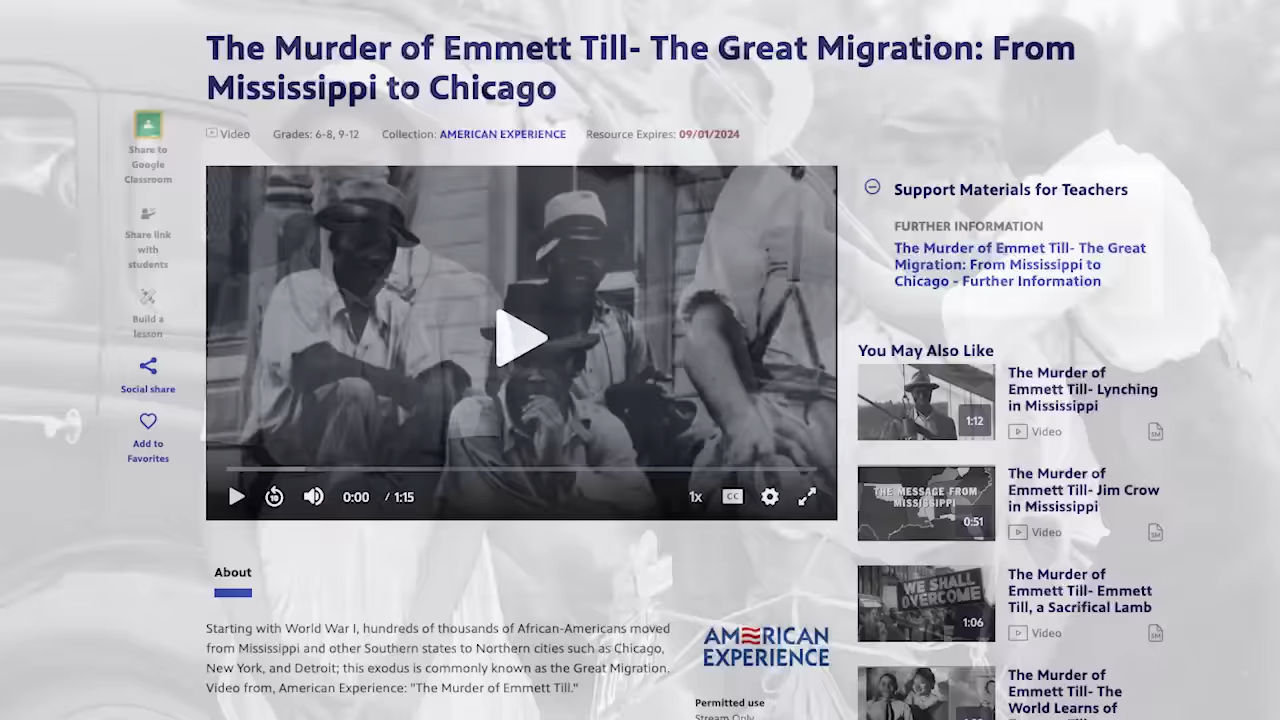 The Murder of Emmett Till- The Great Migration: From
Mississippi to Chicago
Video Grades: 6-8, 9-12 Collection: AMERICAN EXPERIENCE Resource Expires: 09/01/2024
Share to
Google
Classroom
Share link
with
students
Build a
lesson
Social share
Add to
Favorites
10
0:00 / 1:15
1x
CC
Support Materials for Teachers
FURTHER INFORMATION
The Murder of Emmet Till- The Great
Migration: From Mississippi to
Chicago - Further Information
You May Also Like
1:12
The Murder of
Emmett Till- Lynching
in Mississippi
Video
SM
THE MESSAGE FROM
MISSISSIPPI
0:51
The Murder of
Emmett Till- Jim Crow
in Mississippi
Video
SM
WE SHALL
OVERCOME
1:06
The Murder of
Emmett Till- Emmett
Till, a Sacrifical Lamb
Video
SM
The Murder of
Emmett Till- The
World Learns of
About
Starting with World War I, hundreds of thousands of African-Americans moved
from Mississippi and other Southern states to Northern cities such as Chicago,
New York, and Detroit; this exodus is commonly known as the Great Migration.
Video from, American Experience: "The Murder of Emmett Till."
AMERICAN
EXPERIENCE
Permitted use
Stream Only